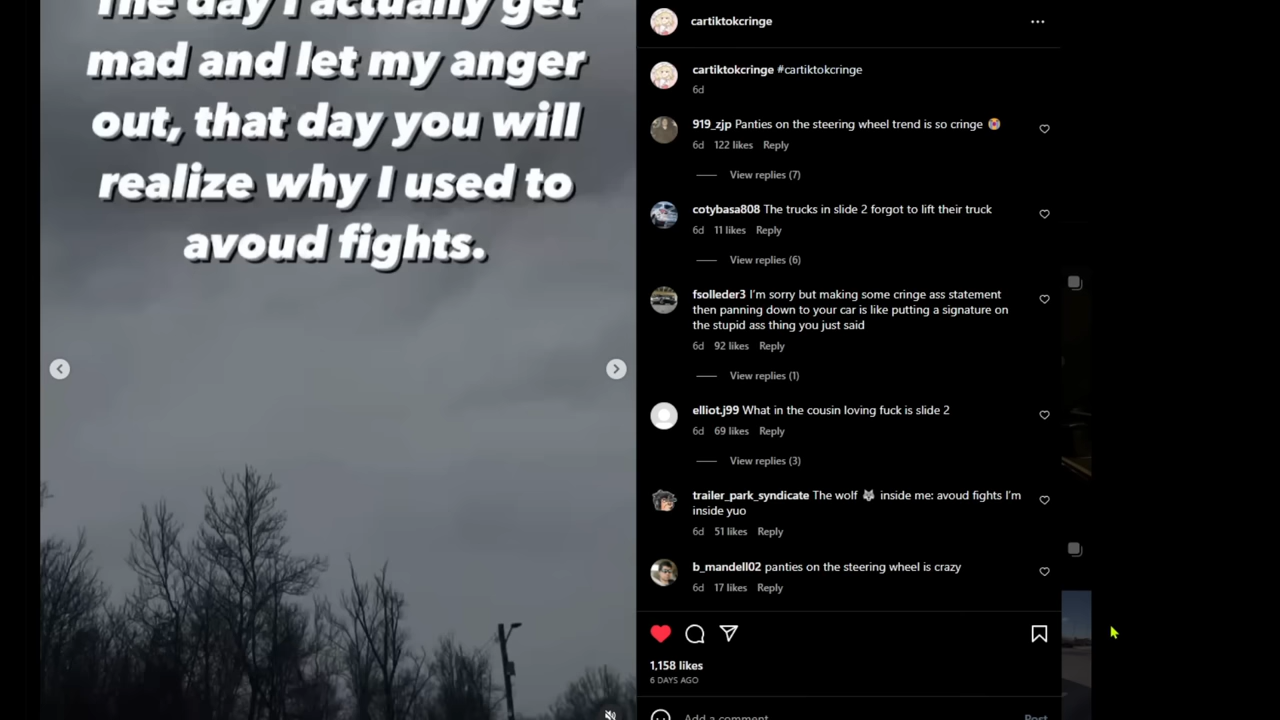 The day I actually get
mad and let my anger
out, that day you will
realize why I used to
avoud fights.
cartiktokcringe
cartiktokcringe #cartiktokcringe
6d
919_zjp Panties on the steering wheel trend is so cringe 😭
6d 122 likes Reply
View replies (7)
cotybasa808 The trucks in slide 2 forgot to lift their truck
6d 11 likes Reply
View replies (6)
fsolleder3 I'm sorry but making some cringe ass statement
then panning down to your car is like putting a signature on
the stupid ass thing you just said
6d 92 likes Reply
View replies (1)
elliot.j99 What in the cousin loving fuck is slide 2
6d 69 likes Reply
View replies (3)
trailer_park_syndicate The wolf 🐺 inside me: avoud fights I'm
inside yuo
6d 51 likes Reply
b_mandell02 panties on the steering wheel is crazy
6d 17 likes Reply
1,158 likes
6 DAYS AGO
Add a comment
Post